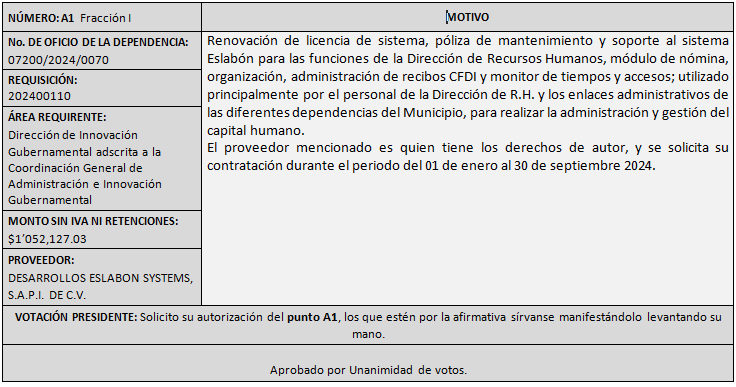 NÚMERO: A1 Fracción I
MOTIVO
No. DE OFICIO DE LA DEPENDENCIA:
07200/2024/0070
REQUISICIÓN:
202400110
ÁREA REQUIRENTE:
Dirección de Innovación
Gubernamental adscrita a la
Coordinación General de
Administración e Innovación
Gubernamental
MONTO SIN IVA NI RETENCIONES:
$1’052,127.03
PROVEEDOR:
DESARROLLOS ESLABON SYSTEMS,
S.A.P.I. DE C.V.
Renovación de licencia de sistema, póliza de mantenimiento y soporte al sistema
Eslabón para las funciones de la Dirección de Recursos Humanos, módulo de nómina,
organización, administración de recibos CFDI y monitor de tiempos y accesos; utilizado
principalmente por el personal de la Dirección de R.H. y los enlaces administrativos de
las diferentes dependencias del Municipio, para realizar la administración y gestión del
capital humano.
El proveedor mencionado es quien tiene los derechos de autor, y se solicita su
contratación durante el periodo del 01 de enero al 30 de septiembre 2024.
VOTACIÓN PRESIDENTE: Solicito su autorización del punto A1, los que estén por la afirmativa sírvanse manifestándolo levantando su
mano.
Aprobado por Unanimidad de votos.